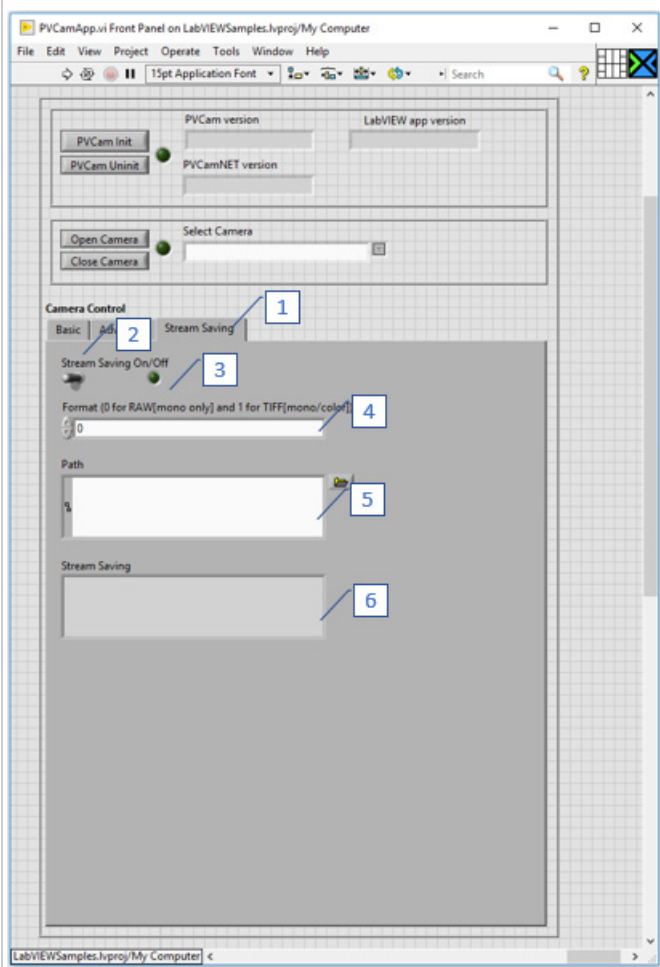 PVCamApp.vi Front Panel on LabVIEWSamples.lvproj/My Computer
File Edit View Project Operate Tools Window Help
15pt Application Font Search
PVCam version LabVIEW app version
PVCam Init
PVCam Uninit PVCamNET version
Select Camera
Open Camera
Close Camera
1
Camera Control
Basic Stream Saving
2
Stream Saving On/Off
3
Format (0 for RAW[mono only] and 1 for TIFF[mono/color])
4
0
Path
5
Stream Saving
6
LabVIEWSamples.lvproj/My Computer